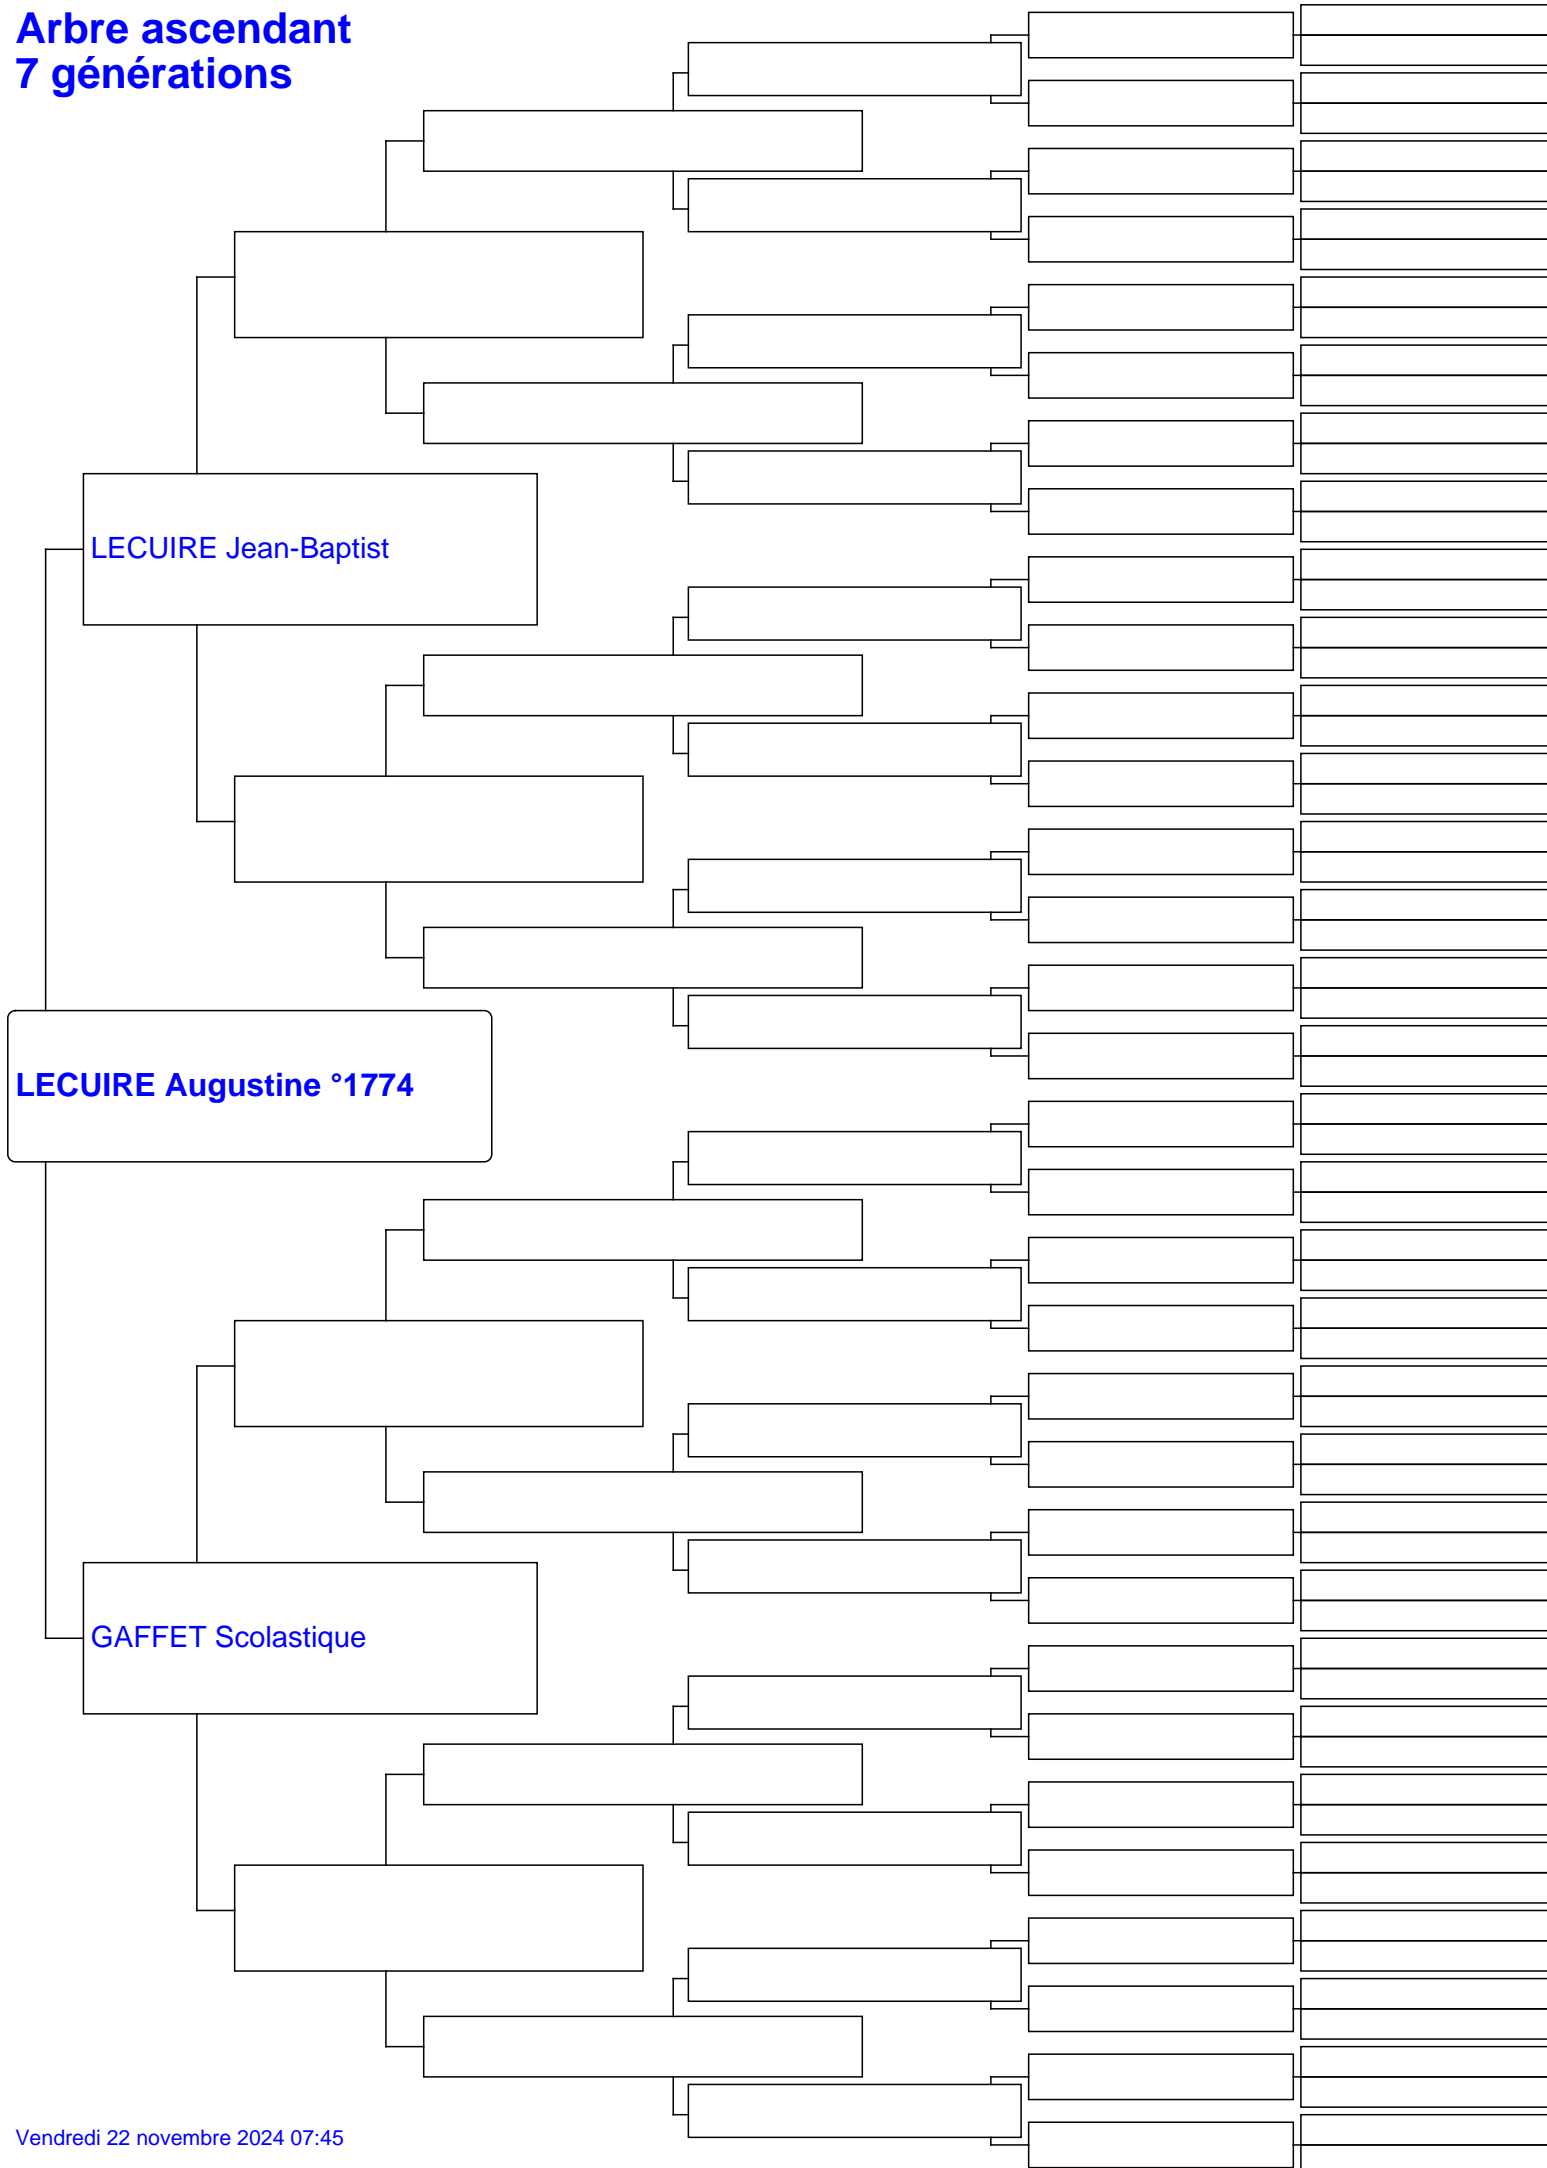 Arbre ascendant
7 générations
LECUIRE Jean-Baptist
LECUIRE Augustine °1774
GAFFET Scolastique
Vendredi 22 novembre 2024 07:45